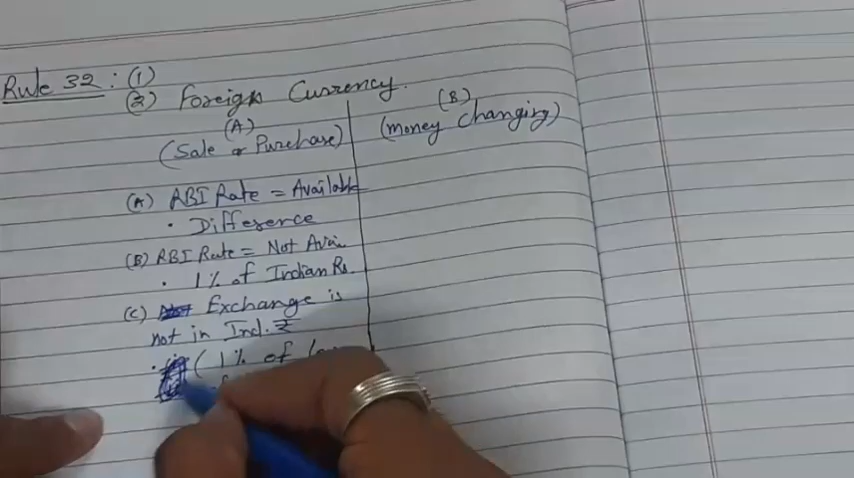 Rule 32 : (1)
(2) Foreign Currency.
(A)
(Sale or Purchase)
(A) RBI Rate = Available
• Difference
(B) RBI Rate = Not Avai.
• 1% of Indian Rs.
(C) Exchange is
not in Ind. ₹
( 1% of
(B)
(money changing)